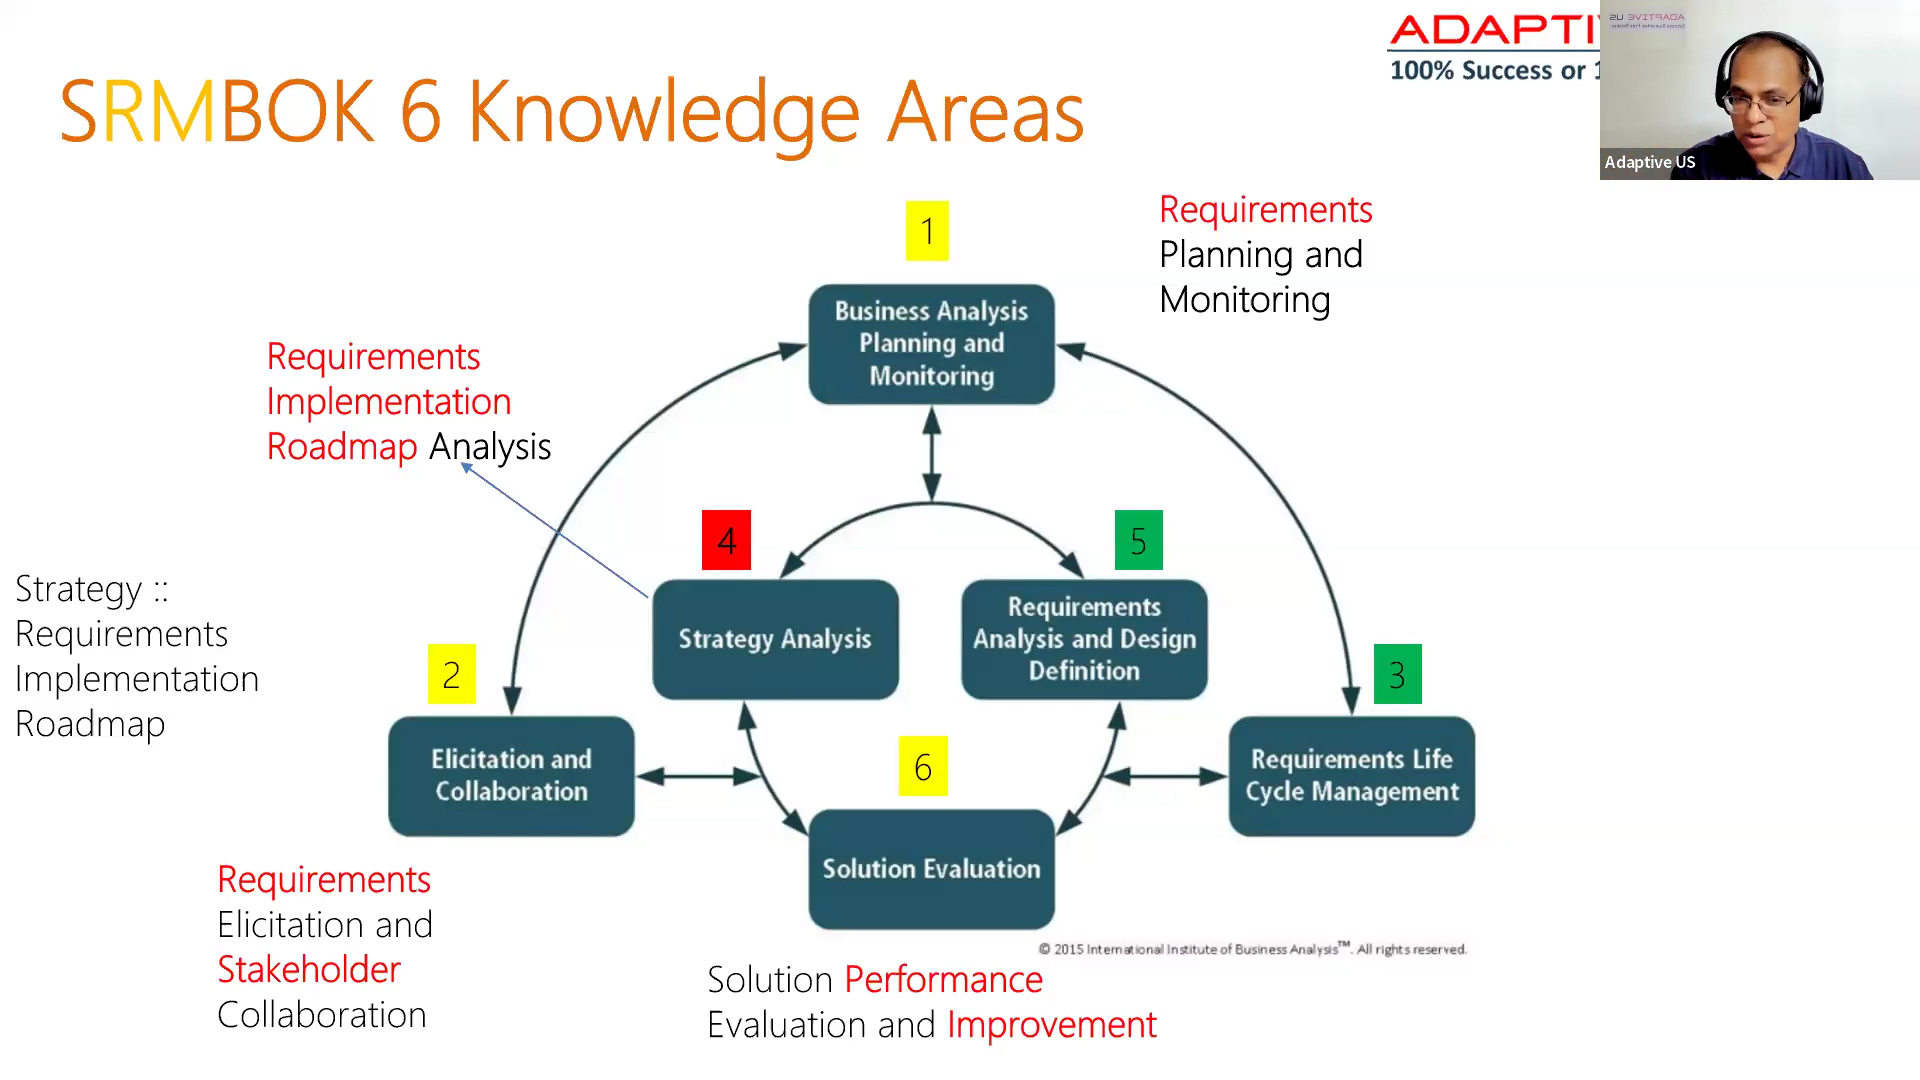 SRMBOK 6 Knowledge Areas
ADAPTI
100% Success or 1
ADAPTIVE US
Adaptive US
1
Requirements
Planning and
Monitoring
Business Analysis
Planning and
Monitoring
Requirements
Implementation
Roadmap Analysis
4
5
Strategy ::
Requirements
Implementation
Roadmap
Strategy Analysis
Requirements
Analysis and Design
Definition
2
3
6
Elicitation and
Collaboration
Requirements Life
Cycle Management
Solution Evaluation
Requirements
Elicitation and
Stakeholder
Collaboration
© 2015 International Institute of Business Analysis™. All rights reserved.
Solution Performance
Evaluation and Improvement